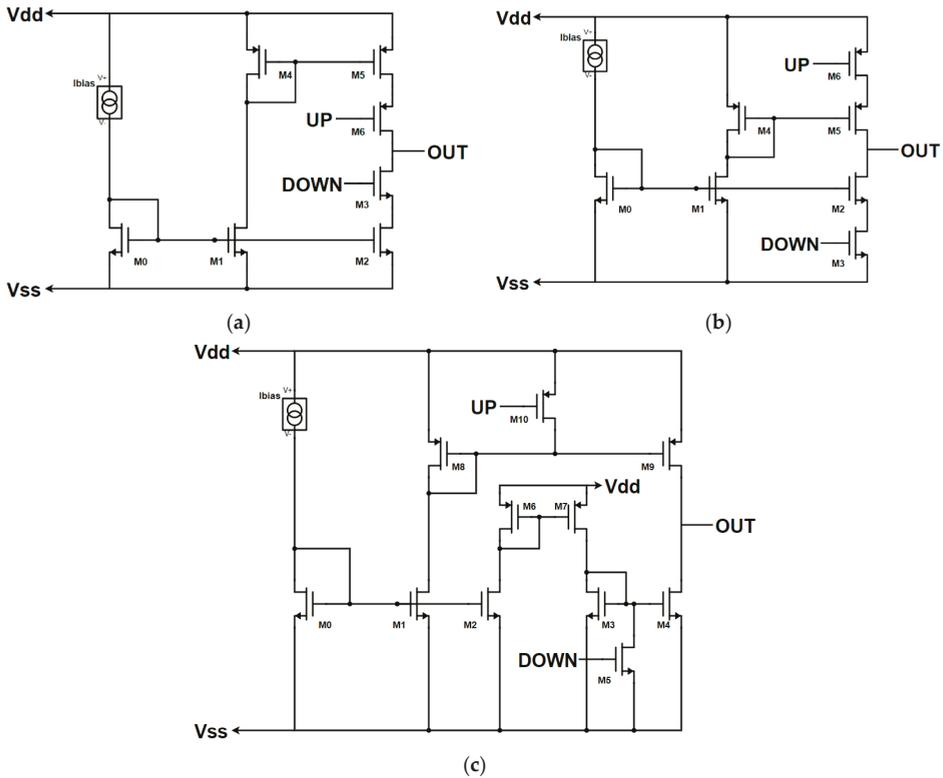 Vdd
Ibias
V+
V-
M4
M5
UP
M6
OUT
DOWN
M3
M0
M1
M2
Vss
(a)
Vdd
Ibias
V+
V-
UP
M6
M4
M5
OUT
M0
M1
M2
DOWN
M3
Vss
(b)
Vdd
Ibias
V+
V-
UP
M10
M8
M9
Vdd
M6
M7
OUT
M0
M1
M2
M3
M4
DOWN
M5
Vss
(c)